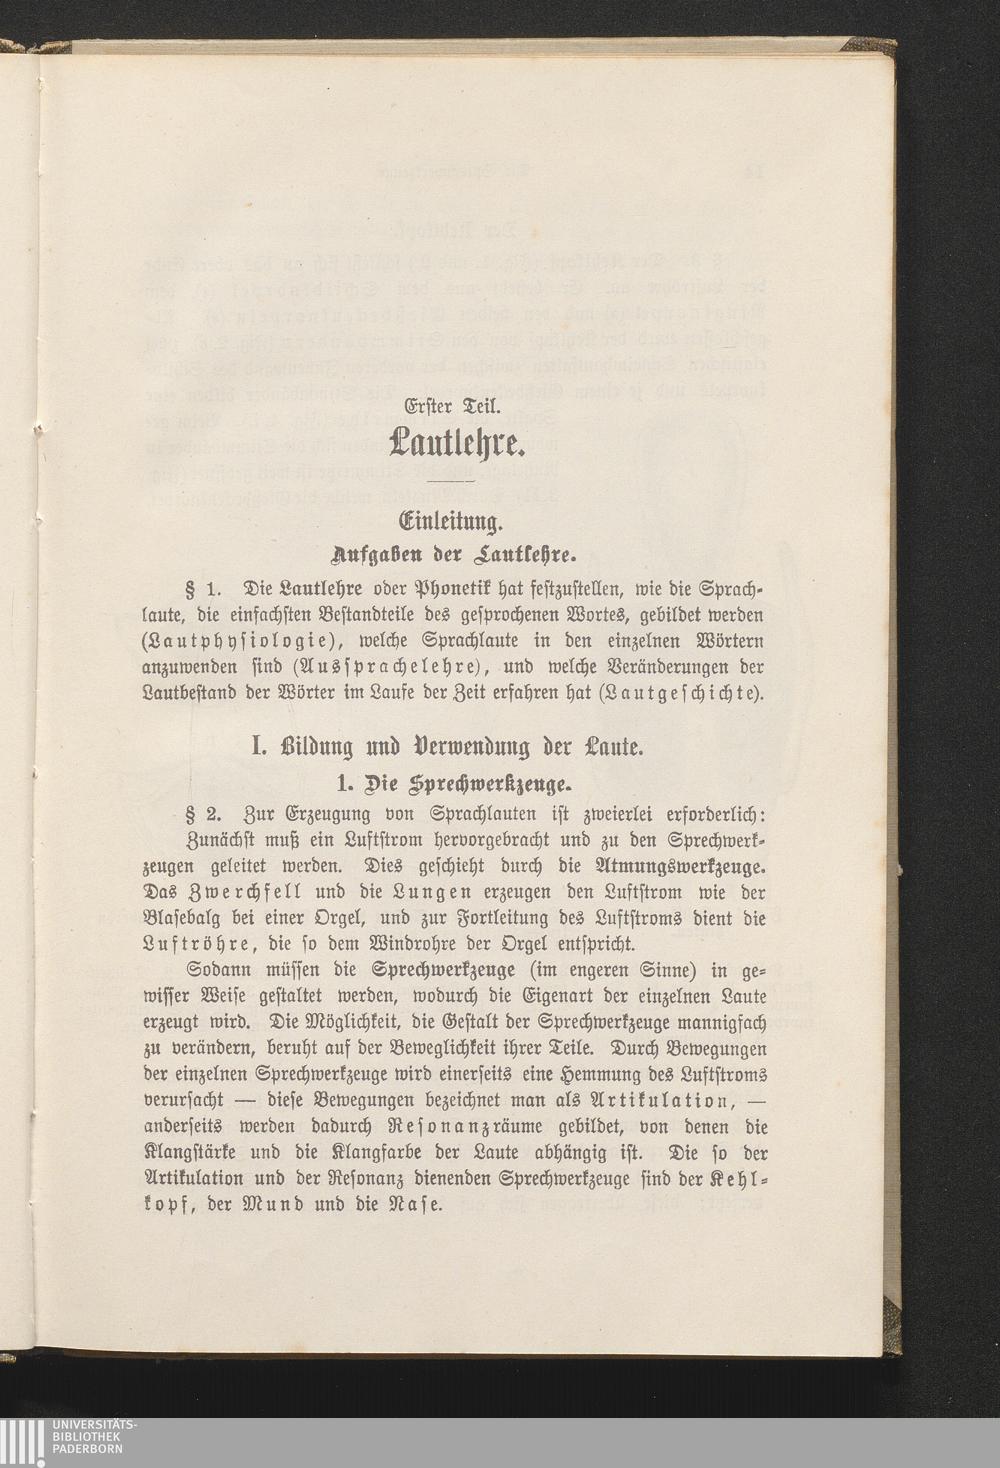 Erster Teil.
Lautlehre.
Einleitung.
Aufgaben der Lautlehre.
§ 1. Die Lautlehre oder Phonetik hat festzustellen, wie die Sprach-
laute, die einfachsten Bestandteile des gesprochenen Wortes, gebildet werden
(Lautphysiologie), welche Sprachlaute in den einzelnen Wörtern
anzuwenden sind (Aussprachelehre), und welche Veränderungen der
Lautbestand der Wörter im Laufe der Zeit erfahren hat (Lautgeschichte).
I. Bildung und Verwendung der Laute.
1. Die Sprechwerkzeuge.
§ 2. Zur Erzeugung von Sprachlauten ist zweierlei erforderlich:
Zunächst muß ein Luftstrom hervorgebracht und zu den Sprechwerk-
zeugen geleitet werden. Dies geschieht durch die Atmungswerkzeuge.
Das Zwerchfell und die Lungen erzeugen den Luftstrom wie der
Blasebalg bei einer Orgel, und zur Fortleitung des Luftstroms dient die
Luftröhre, die so dem Windrohre der Orgel entspricht.
Sodann müssen die Sprechwerkzeuge (im engeren Sinne) in ge-
wisser Weise gestaltet werden, wodurch die Eigenart der einzelnen Laute
erzeugt wird. Die Möglichkeit, die Gestalt der Sprechwerkzeuge mannigfach
zu verändern, beruht auf der Beweglichkeit ihrer Teile. Durch Bewegungen
der einzelnen Sprechwerkzeuge wird einerseits eine Hemmung des Luftstroms
verursacht — diese Bewegungen bezeichnet man als Artikulation, —
anderseits werden dadurch Resonanzräume gebildet, von denen die
Klangstärke und die Klangfarbe der Laute abhängig ist. Die so der
Artikulation und der Resonanz dienenden Sprechwerkzeuge sind der Kehl-
kopf, der Mund und die Nase.
UNIVERSITÄTS-
BIBLIOTHEK
PADERBORN